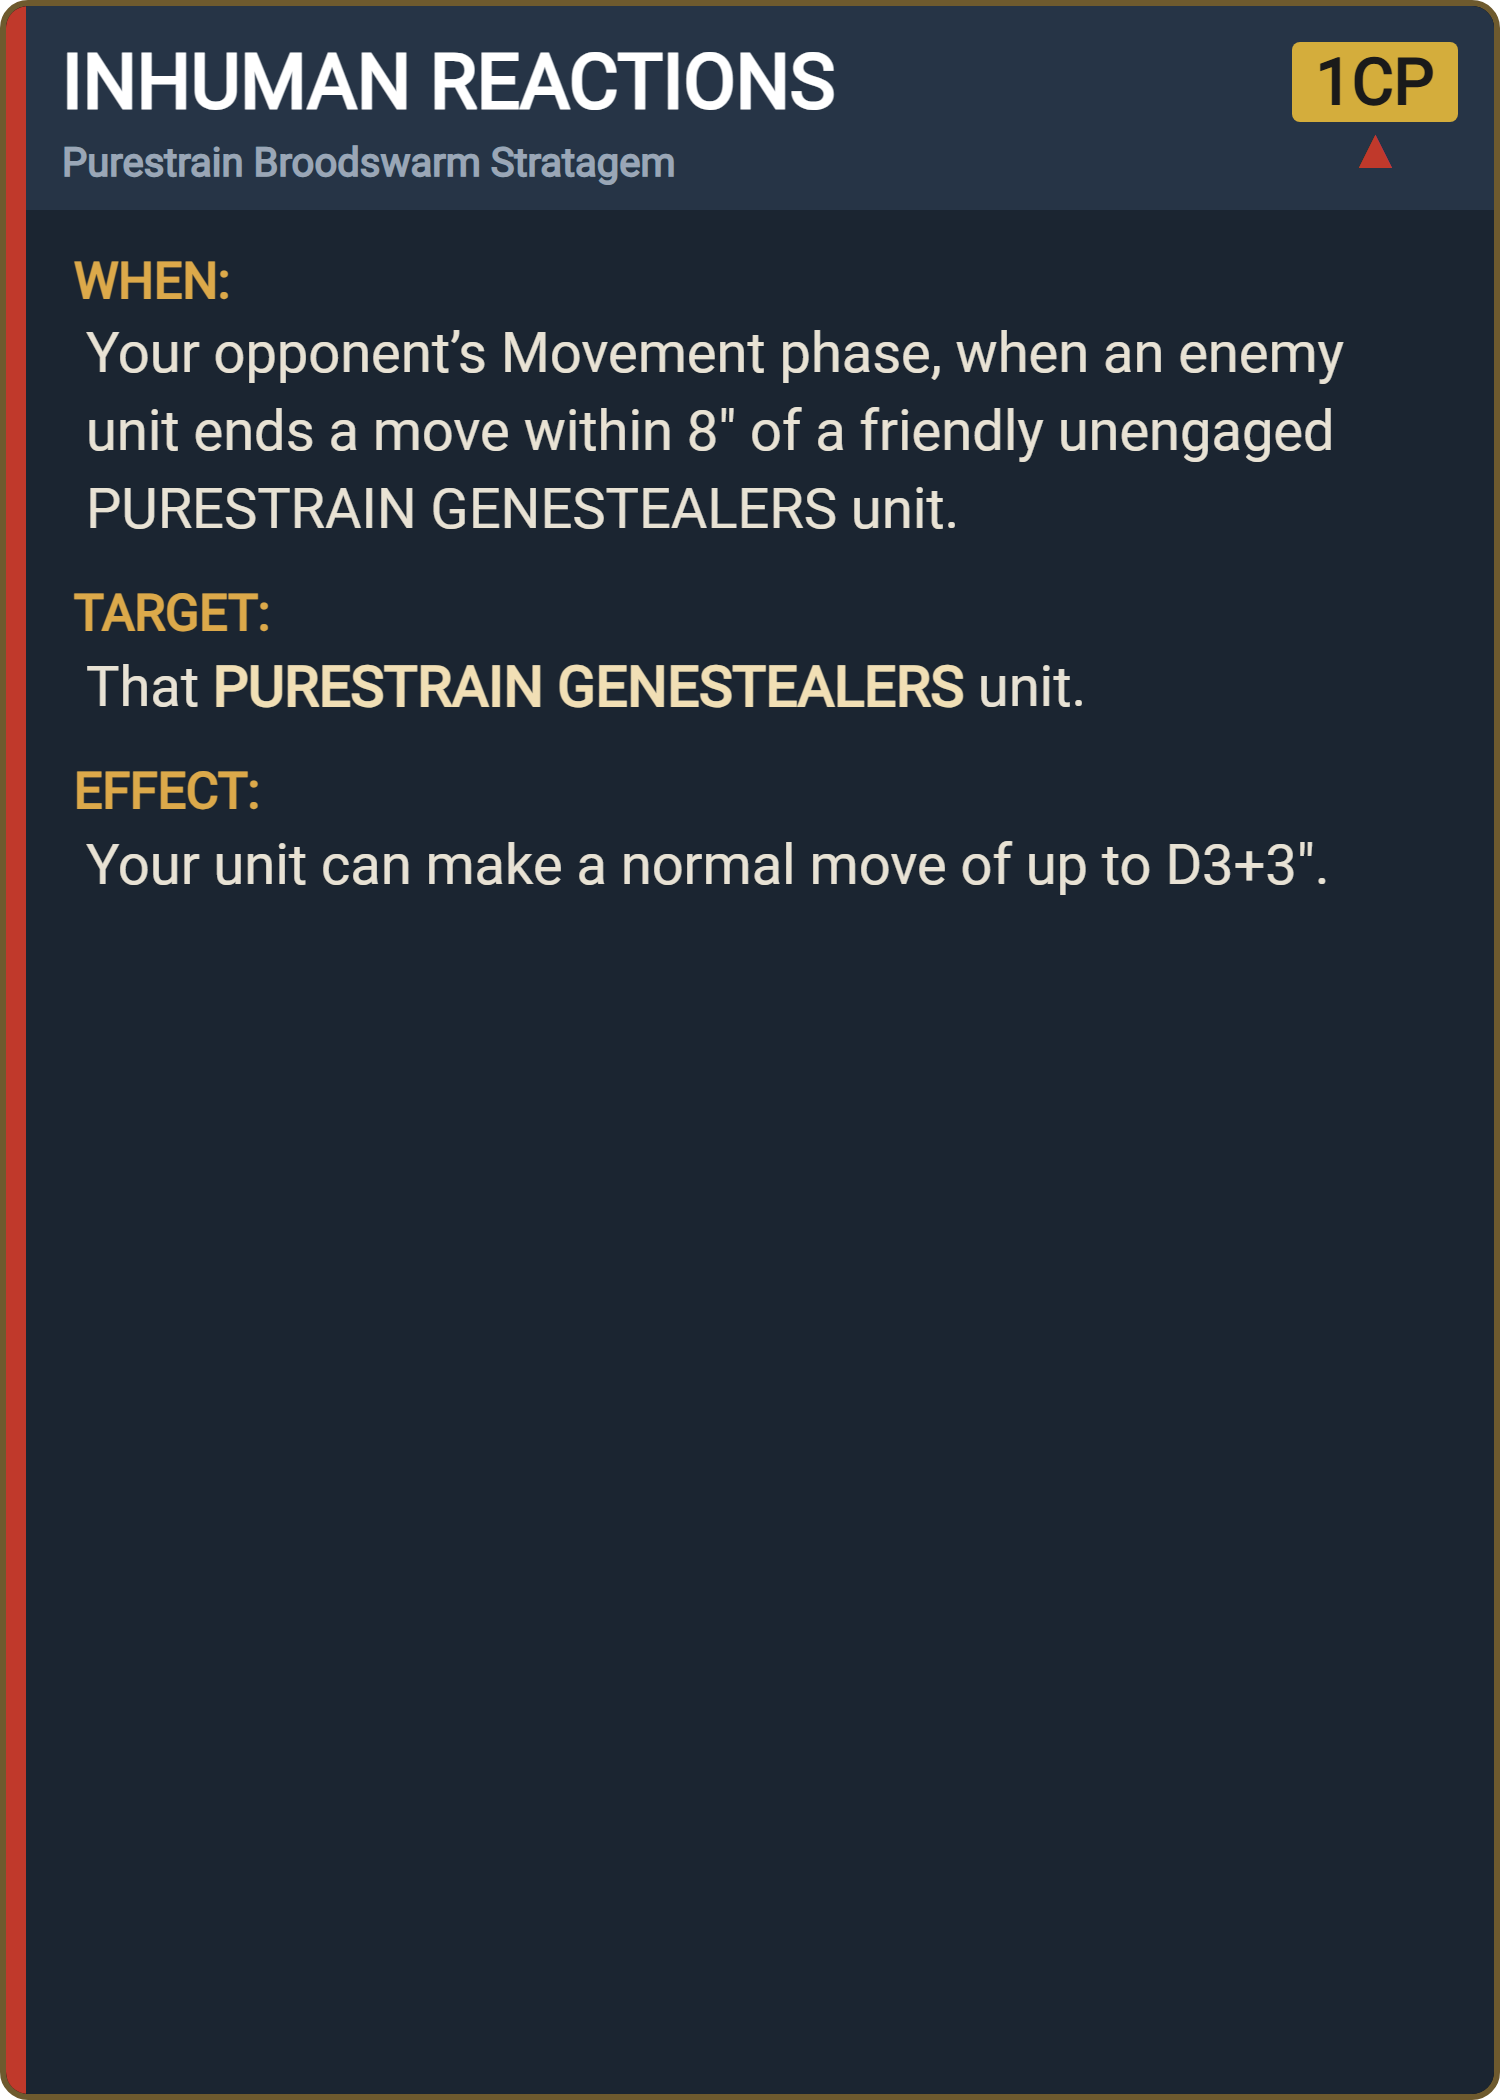 INHUMAN REACTIONS
1CP
Purestrain Broodswarm Stratagem
WHEN:
Your opponent’s Movement phase, when an enemy
unit ends a move within 8" of a friendly unengaged
PURESTRAIN GENESTEALERS unit.
TARGET:
That PURESTRAIN GENESTEALERS unit.
EFFECT:
Your unit can make a normal move of up to D3+3".